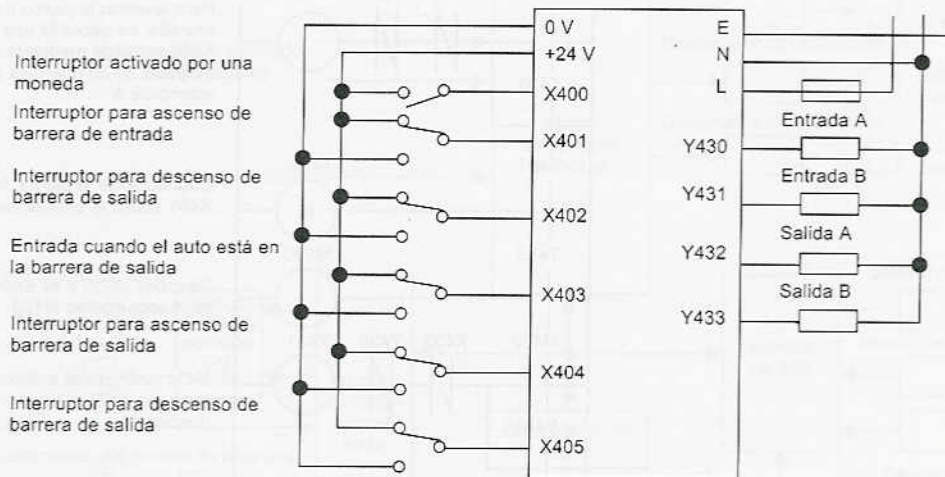 0 V
+24 V
Interruptor activado por una
moneda
X400
Interruptor para ascenso de
barrera de entrada
X401
Interruptor para descenso de
barrera de salida
X402
Entrada cuando el auto está en
la barrera de salida
X403
Interruptor para ascenso de
barrera de salida
X404
Interruptor para descenso de
barrera de salida
X405
E
N
L
Entrada A
Y430
Entrada B
Y431
Salida A
Y432
Salida B
Y433